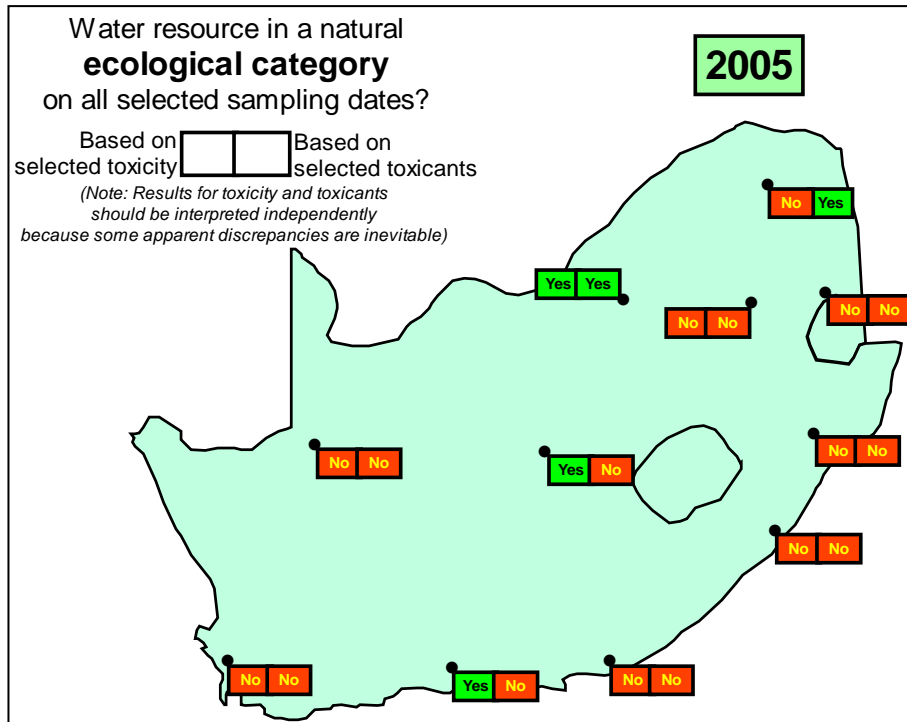 Water resource in a natural
ecological category
on all selected sampling dates?
2005
Based on
selected toxicity
Based on
selected toxicants
(Note: Results for toxicity and toxicants
should be interpreted independently
because some apparent discrepancies are inevitable)
No Yes
Yes Yes
No No
No No
No No
No No
Yes No
No No
No No
Yes No
No No